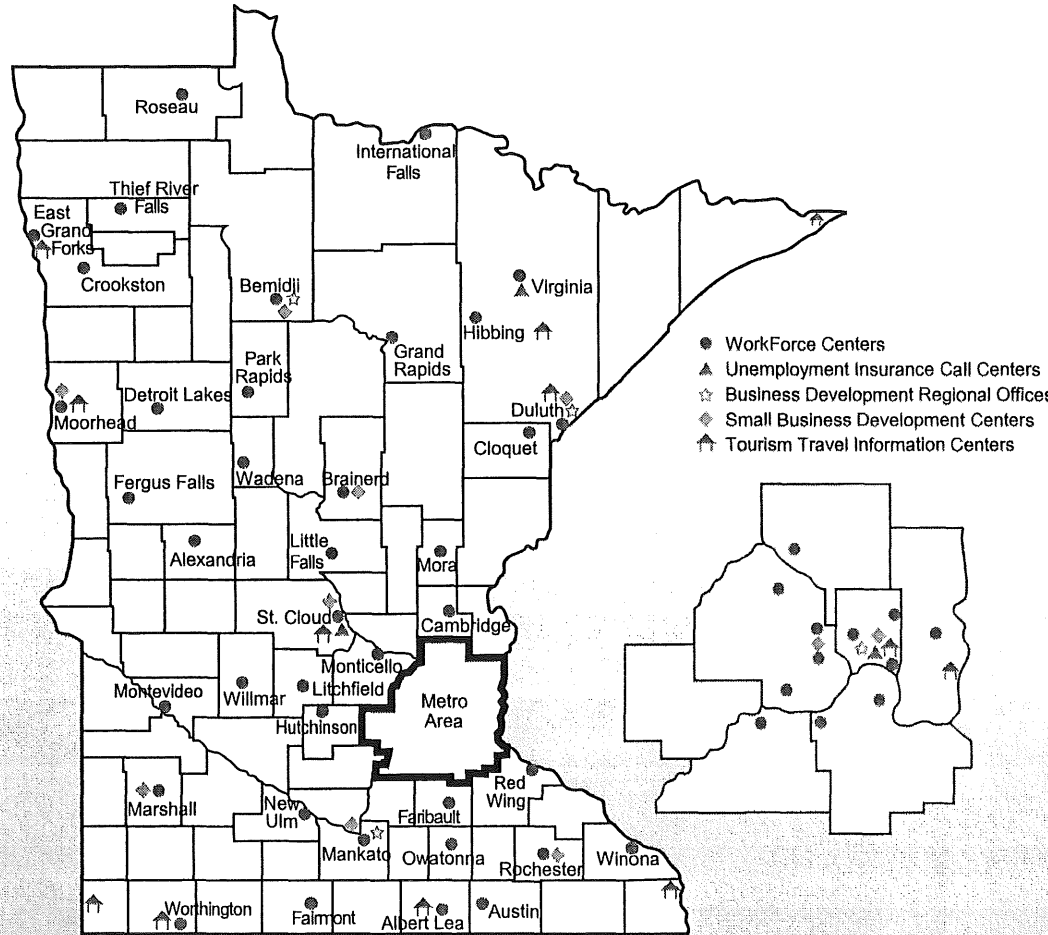 Roseau
International
Falls
Thief River
Falls
East
Grand
Forks
Crookston
Bemidji
Virginia
Hibbing
Grand
Rapids
Park
Rapids
Detroit Lakes
Moorhead
Duluth
Cloquet
WorkForce Centers
Unemployment Insurance Call Centers
Business Development Regional Offices
Small Business Development Centers
Tourism Travel Information Centers
Wadena
Brainerd
Fergus Falls
Alexandria
Little
Falls
Mora
St. Cloud
Cambridge
Monticello
Litchfield
Montevideo
Willmar
Metro
Area
Hutchinson
Red
Wing
Marshall
New
Ulm
Faribault
Mankato
Owatonna
Rochester
Winona
Worthington
Fairmont
Albert Lea
Austin